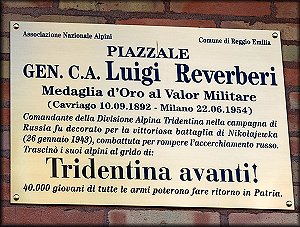 Associazione Nazionale Alpini Comune di Reggio Emilia
PIAZZALE
GEN. C.A. Luigi Reverberi
Medaglia d'Oro al Valor Militare
(Cavriago 10.09.1892 - Milano 22.06.1954)
Comandante della Divisione Alpina Tridentina nella campagna di
Russia fu decorato per la vittoriosa battaglia di Nikolajewka
(26 gennaio 1943), combattuta per rompere l'accerchiamento russo.
Trascinò i suoi alpini al grido di:
Tridentina avanti!
40.000 giovani di tutte le armi poterono fare ritorno in Patria.